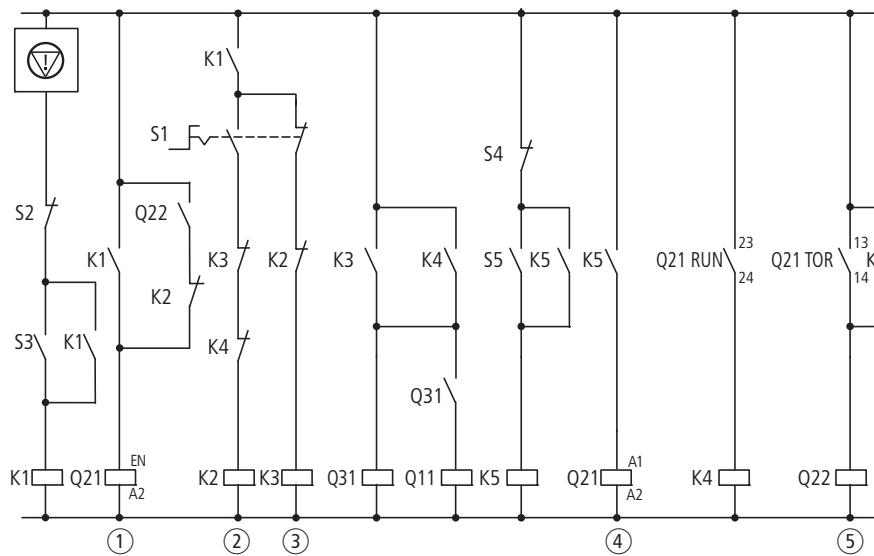 K1
S1
S4
S2
Q22
K1
K3
K2
K3
K4
S5
K5
K5
Q21 RUN
23
24
Q21 TOR
13
14
K
K2
S3
K1
K4
Q31
K1
Q21
EN
A2
K2
K3
Q31
Q11
K5
Q21
A1
A2
K4
Q22
1
2
3
4
5